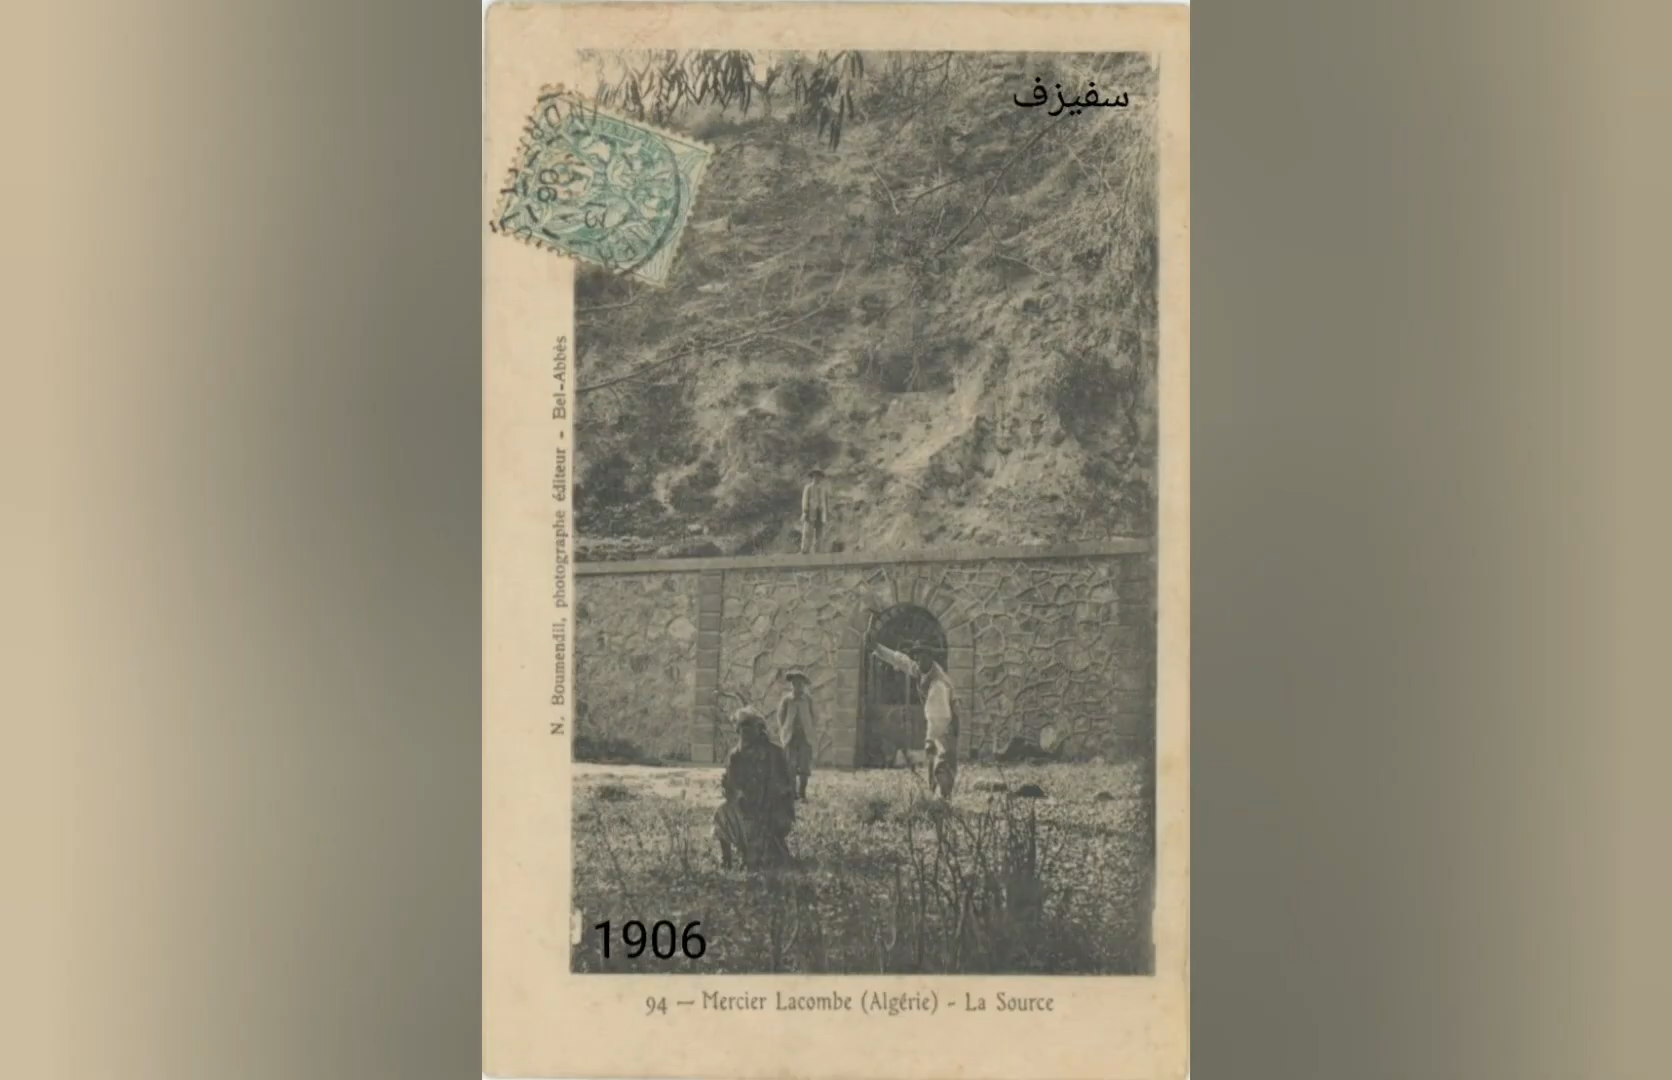 سفيزف
N. Boumendil, photographe éditeur - Bel-Abbès
1906
94 — Mercier Lacombe (Algérie) - La Source